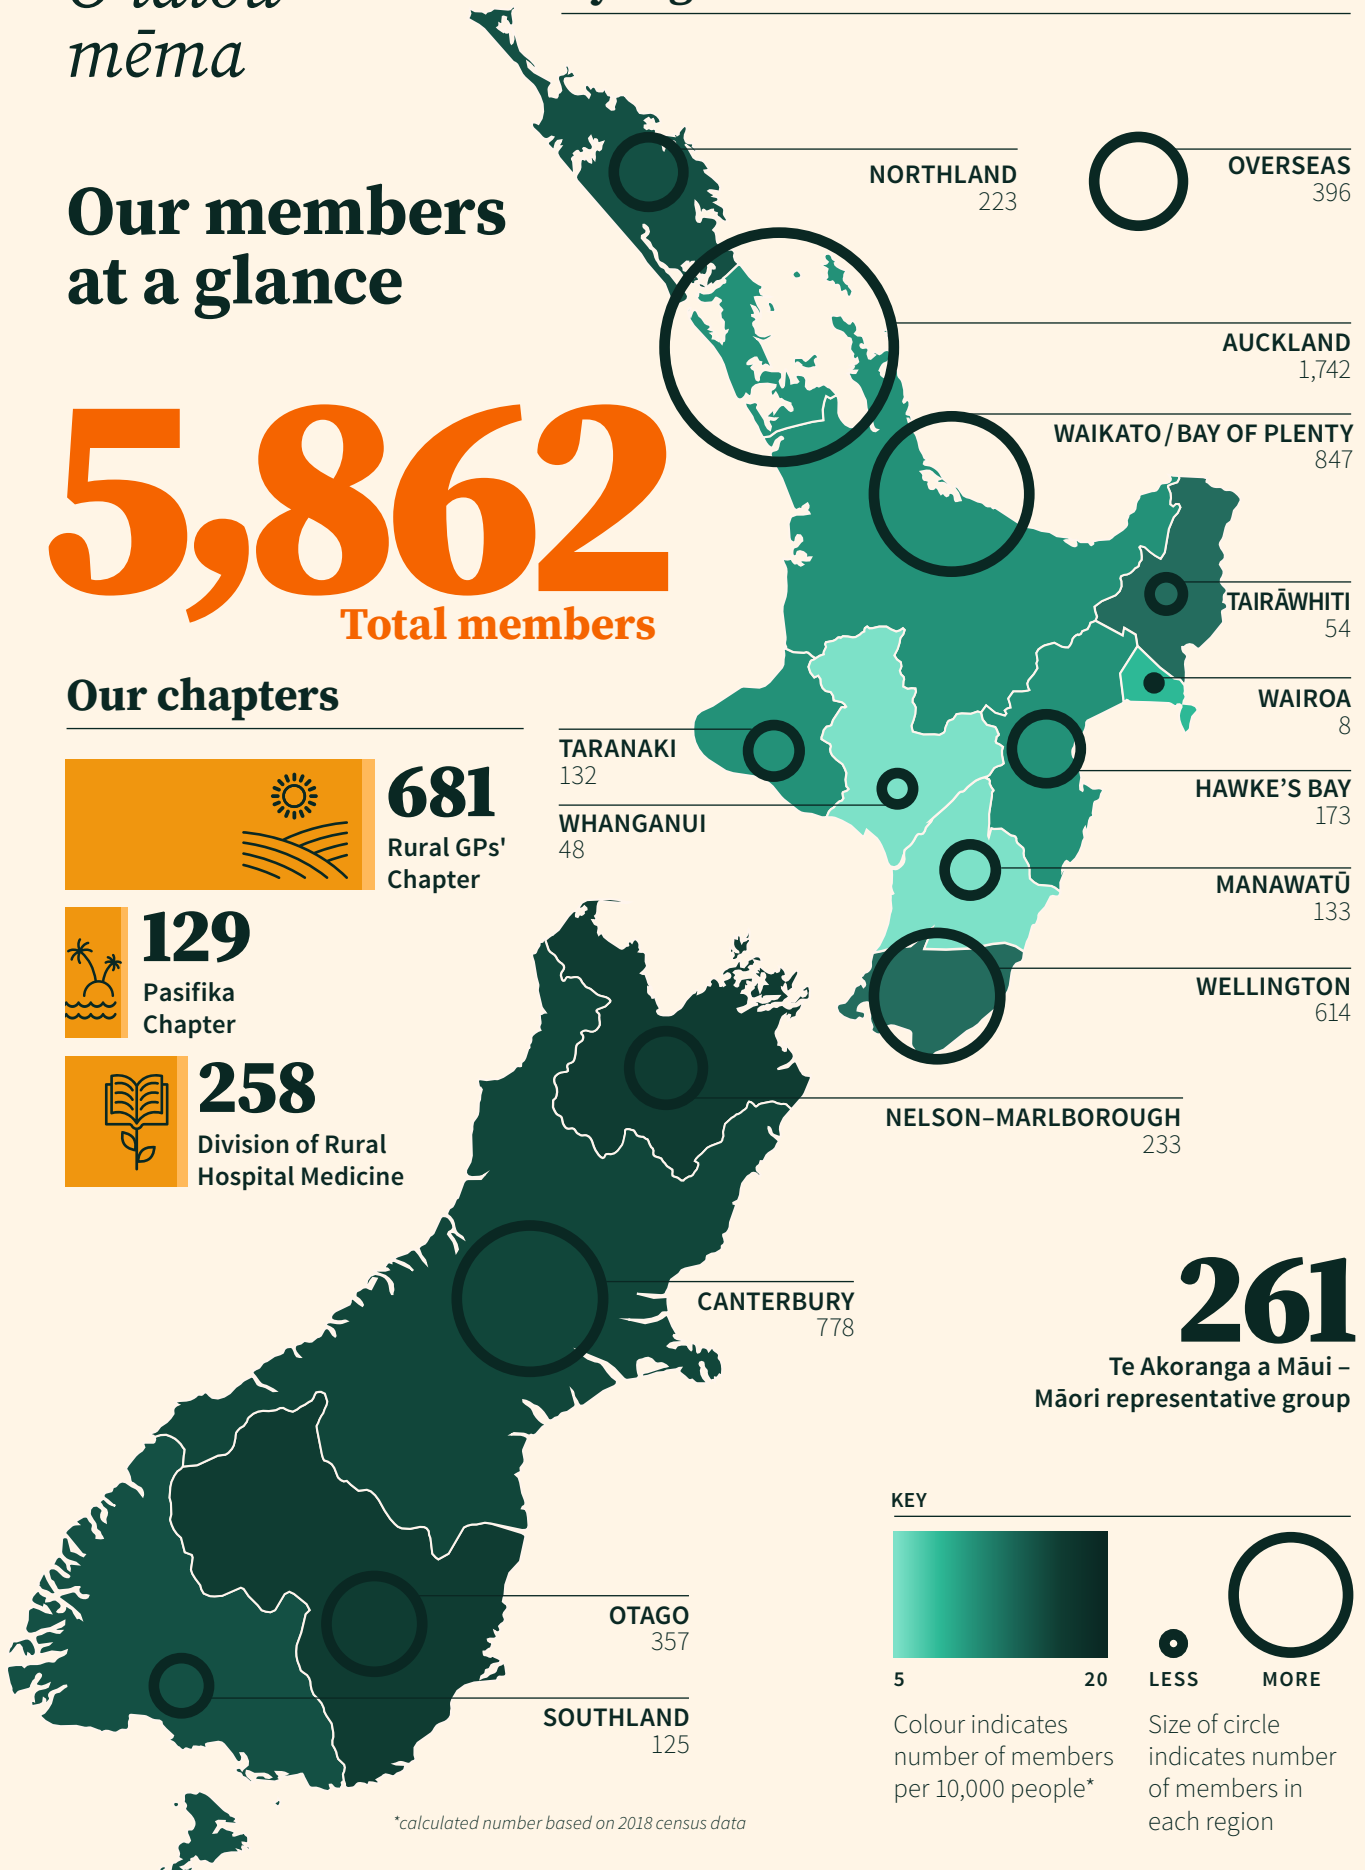 mēma
Our members
at a glance
5,862
Total members
Our chapters
681
Rural GPs'
Chapter
129
Pasifika
Chapter
258
Division of Rural
Hospital Medicine
NORTHLAND
223
OVERSEAS
396
AUCKLAND
1,742
WAIKATO / BAY OF PLENTY
847
TAIRĀWHITI
54
WAIROA
8
TARANAKI
132
HAWKE'S BAY
173
WHANGANUI
48
MANAWATŪ
133
WELLINGTON
614
NELSON–MARLBOROUGH
233
CANTERBURY
778
261
Te Akoranga a Māui –
Māori representative group
OTAGO
357
SOUTHLAND
125
KEY
5 20
LESS MORE
Colour indicates
number of members
per 10,000 people*
Size of circle
indicates number
of members in
each region
*calculated number based on 2018 census data